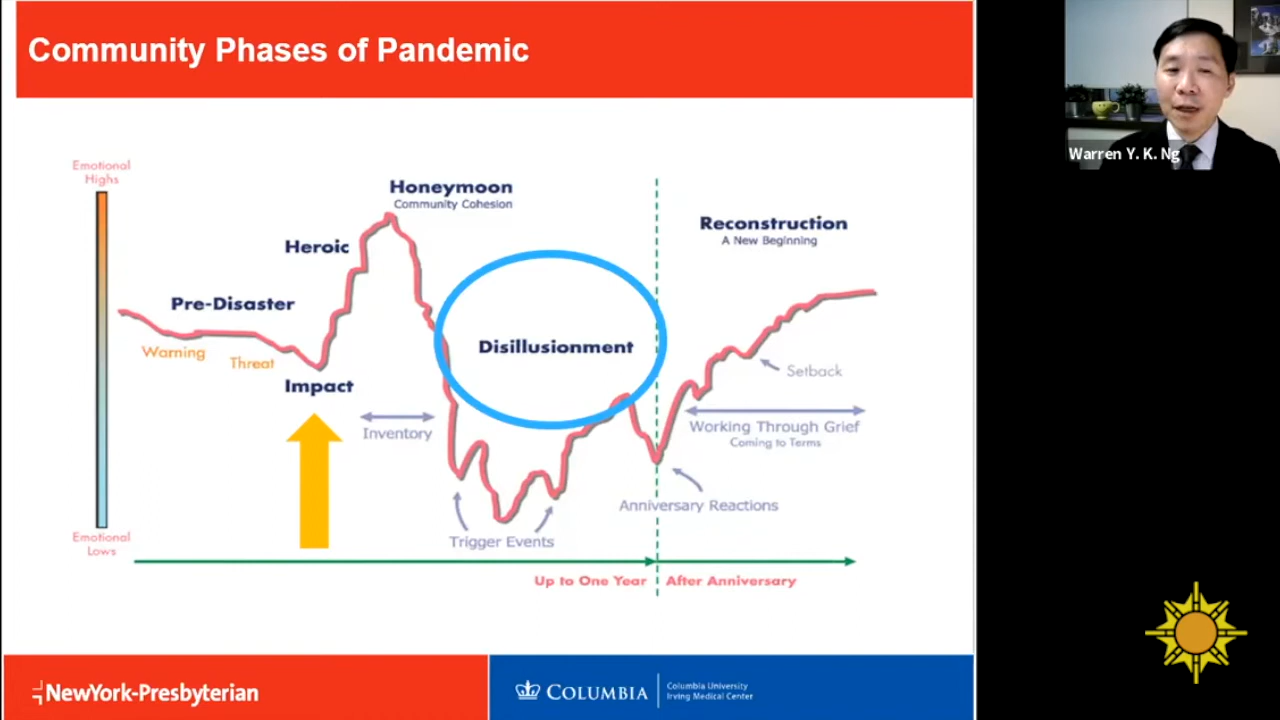 Community Phases of Pandemic
Warren Y. K. Ng
Emotional
Highs
Honeymoon
Community Cohesion
Heroic
Reconstruction
A New Beginning
Pre-Disaster
Warning
Threat
Impact
Disillusionment
Setback
Inventory
Working Through Grief
Coming to Terms
Anniversary Reactions
Trigger Events
Emotional
Lows
Up to One Year
After Anniversary
NewYork-Presbyterian
COLUMBIA
Columbia University
Irving Medical Center